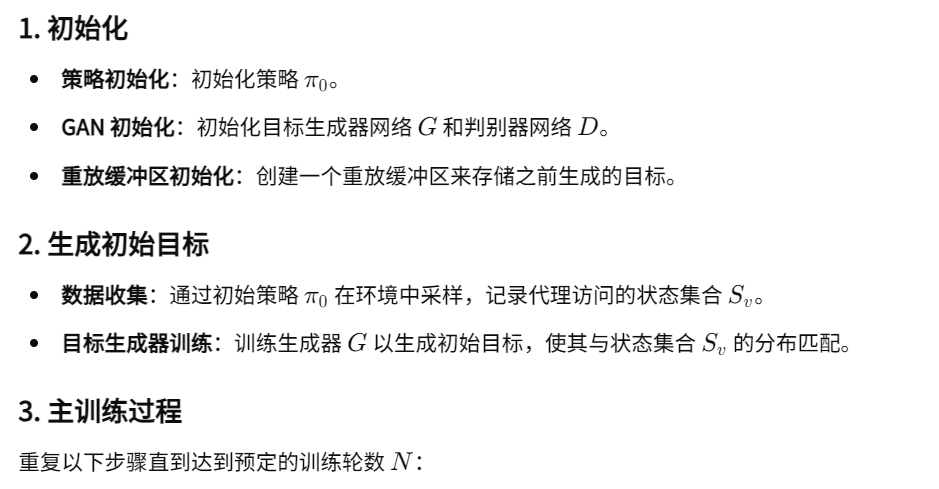 1. 初始化
• 策略初始化：初始化策略 π₀。
• GAN 初始化：初始化目标生成器网络 G 和判别器网络 D。
• 重放缓冲区初始化：创建一个重放缓冲区来存储之前生成的目标。
2. 生成初始目标
• 数据收集：通过初始策略 π₀ 在环境中采样，记录代理访问的状态集合 Sᵥ。
• 目标生成器训练：训练生成器 G 以生成初始目标，使其与状态集合 Sᵥ 的分布匹配。
3. 主训练过程
重复以下步骤直到达到预定的训练轮数 N：